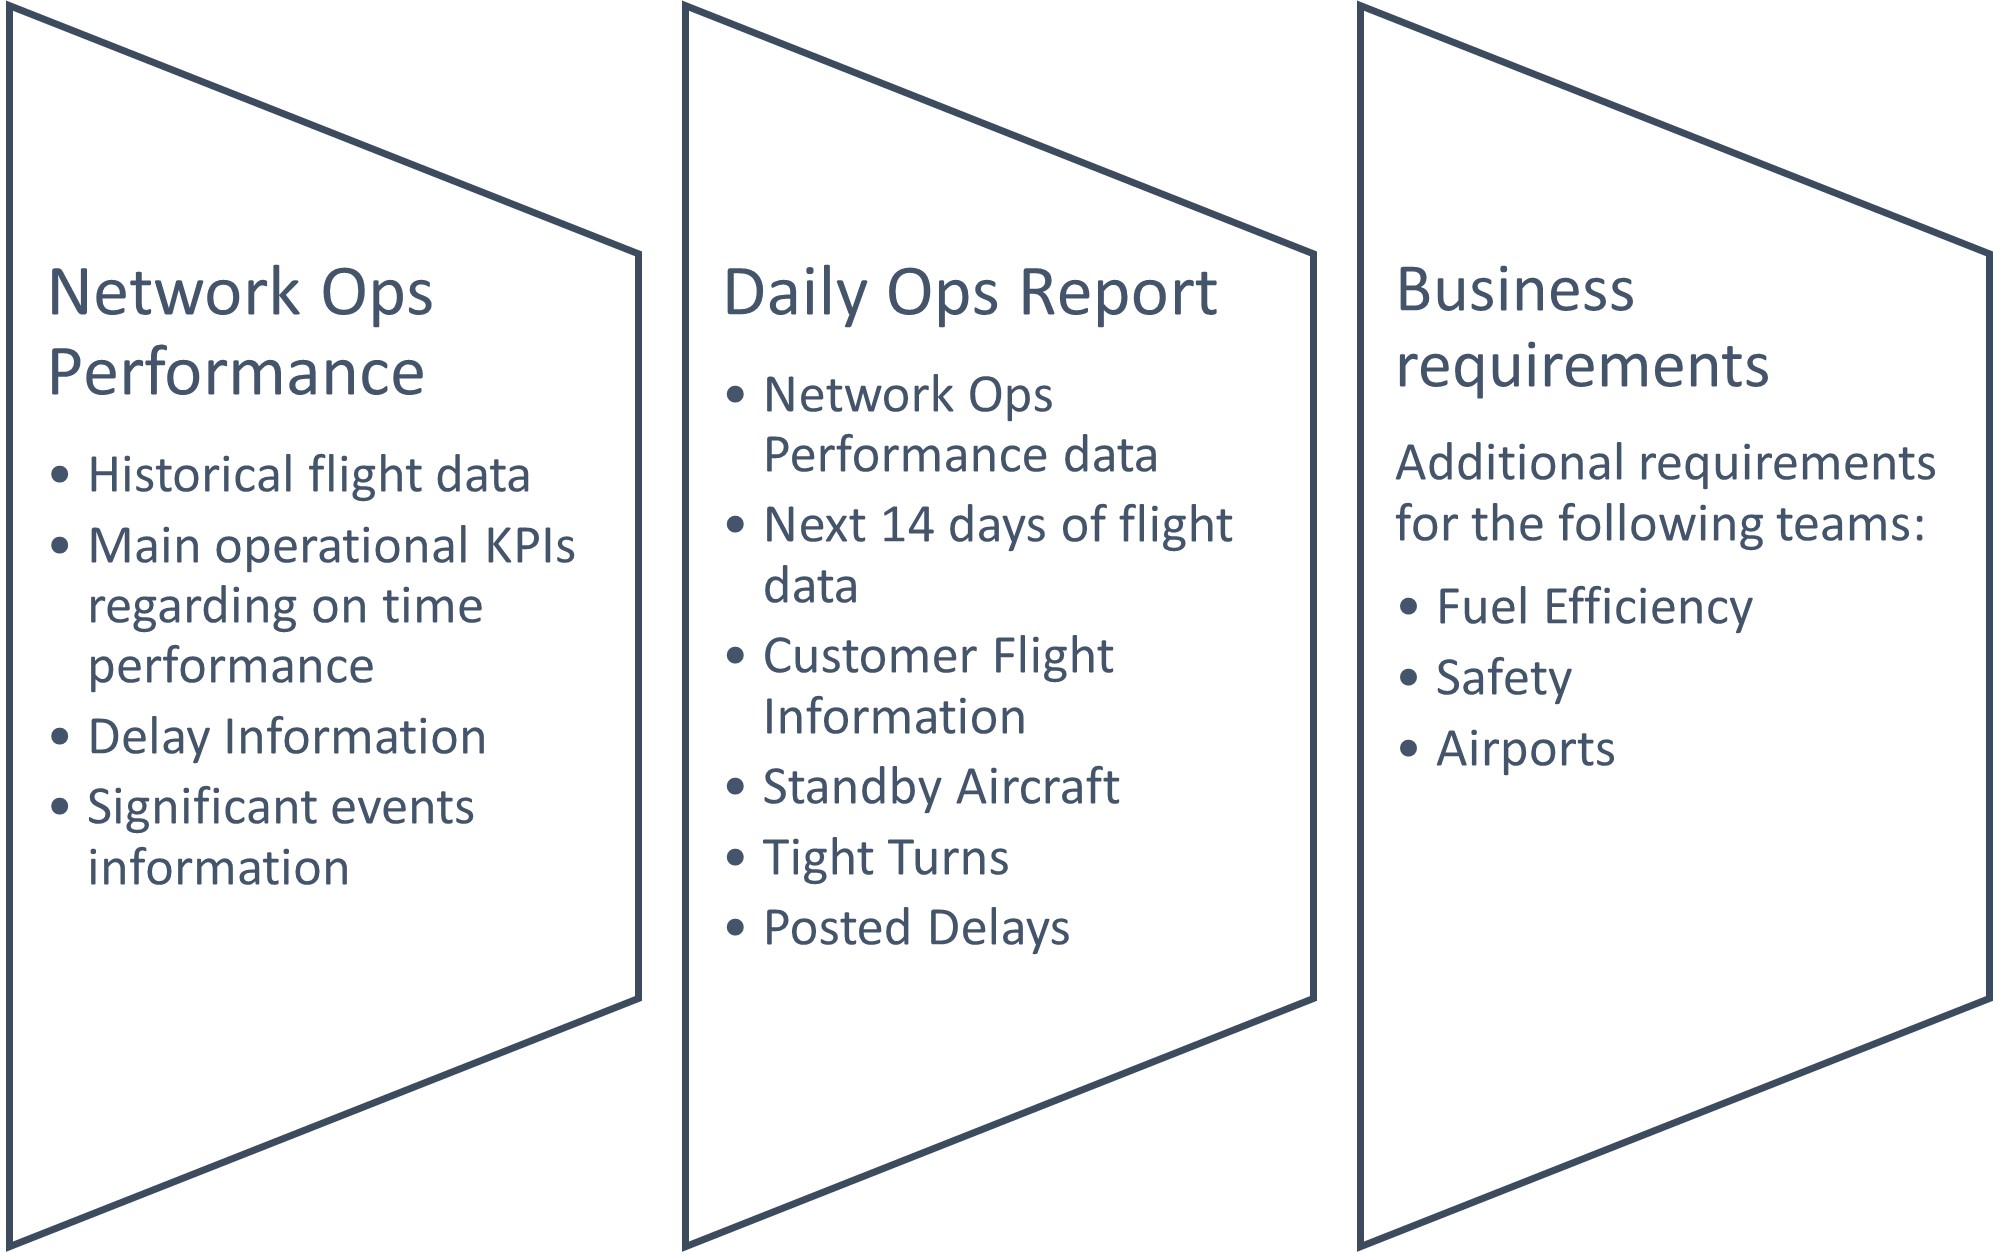 Network Ops
Performance
• Historical flight data
• Main operational KPIs
regarding on time
performance
• Delay Information
• Significant events
information
Daily Ops Report
• Network Ops
Performance data
• Next 14 days of flight
data
• Customer Flight
Information
• Standby Aircraft
• Tight Turns
• Posted Delays
Business
requirements
Additional requirements
for the following teams:
• Fuel Efficiency
• Safety
• Airports